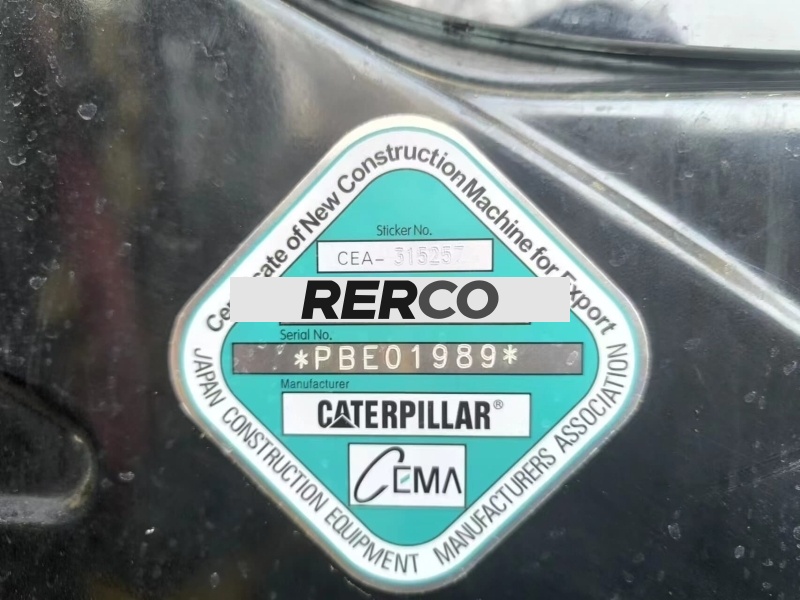 Certificate of New Construction Machine for Export
Sticker No.
CEA- 315257
RERCO
Serial No.
*PBE01989*
Manufacturer
CATERPILLAR®
CEMA
JAPAN CONSTRUCTION EQUIPMENT MANUFACTURERS ASSOCIATION